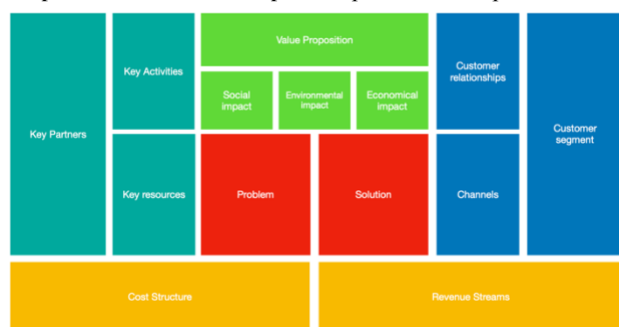 Value Proposition
Key Activities
Customer
relationships
Social
impact
Environmental
impact
Economical
impact
Key Partners
Customer
segment
Key resources
Problem
Solution
Channels
Cost Structure
Revenue Streams